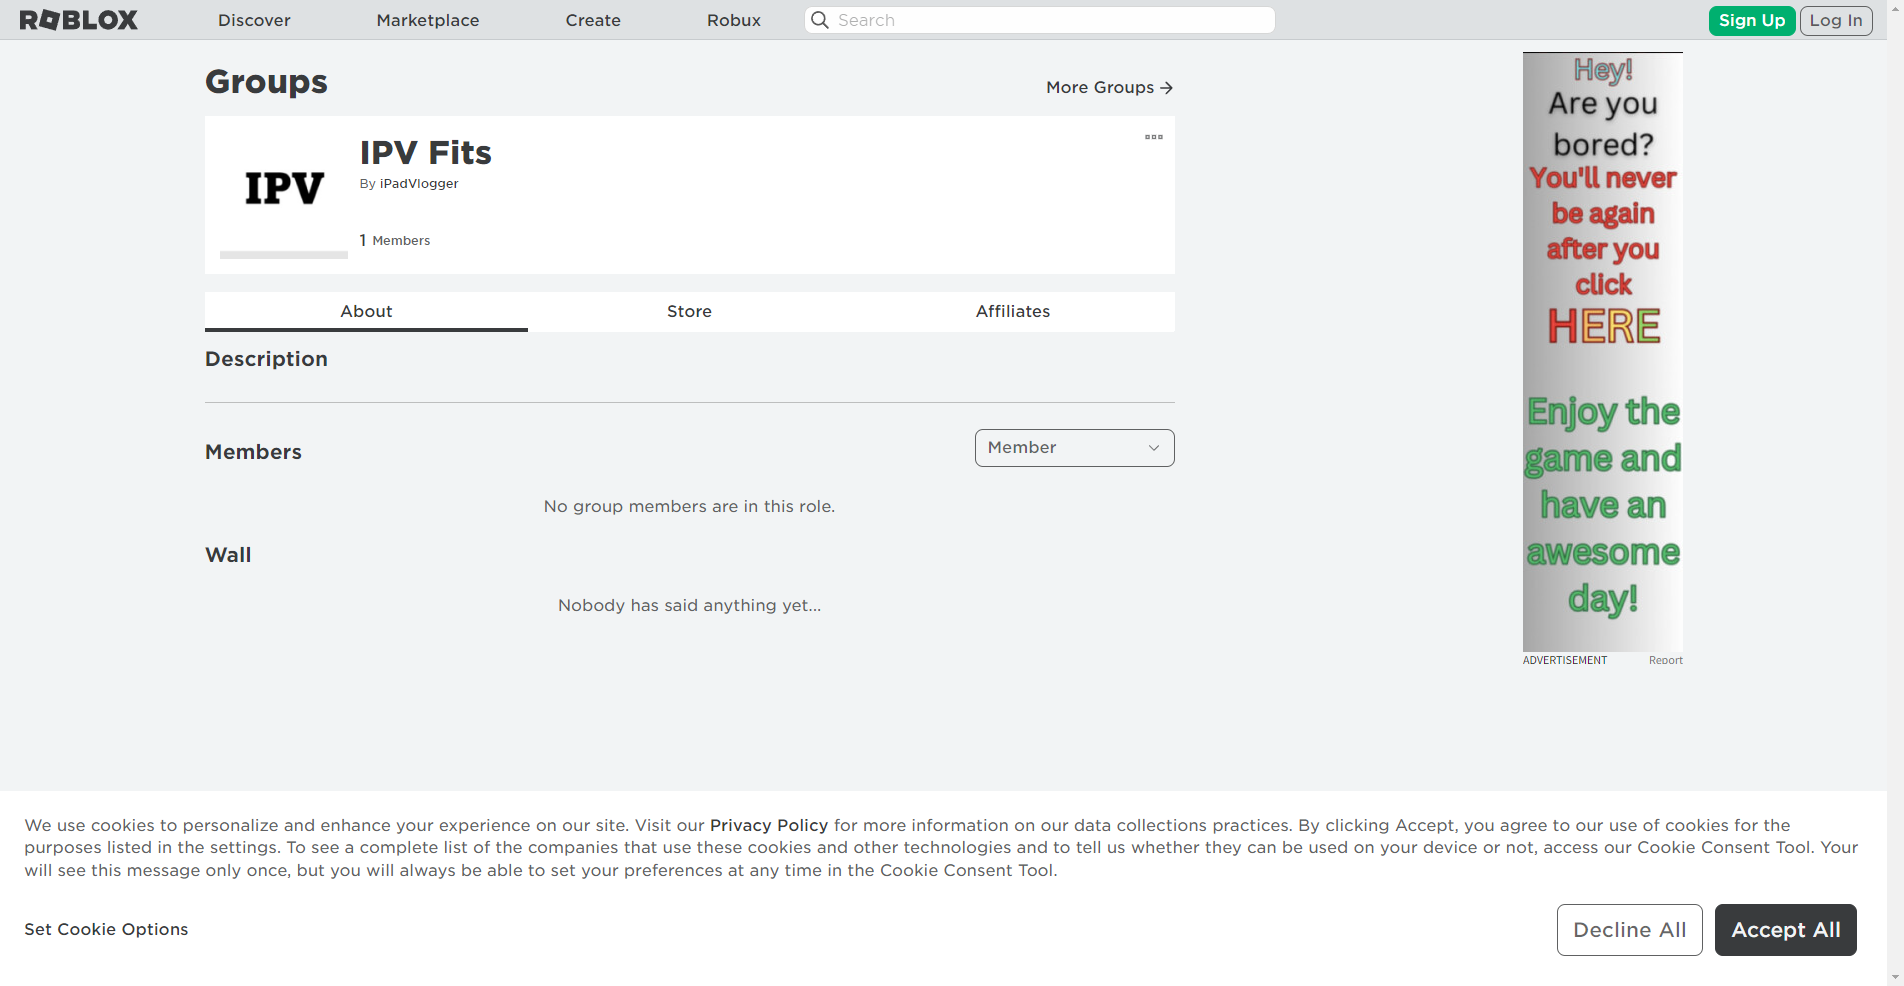 ROBLOX
Discover
Marketplace
Create
Robux
Search
Sign Up
Log In
Groups
More Groups
IPV
IPV Fits
By iPadVlogger
1 Members
About
Store
Affiliates
Description
Members
Member
No group members are in this role.
Wall
Nobody has said anything yet...
Hey!
Are you
bored?
You'll never
be again
after you
click
HERE
Enjoy the
game and
have an
awesome
day!
ADVERTISEMENT
Report
We use cookies to personalize and enhance your experience on our site. Visit our Privacy Policy for more information on our data collections practices. By clicking Accept, you agree to our use of cookies for the
purposes listed in the settings. To see a complete list of the companies that use these cookies and other technologies and to tell us whether they can be used on your device or not, access our Cookie Consent Tool. Your
will see this message only once, but you will always be able to set your preferences at any time in the Cookie Consent Tool.
Set Cookie Options
Decline All
Accept All